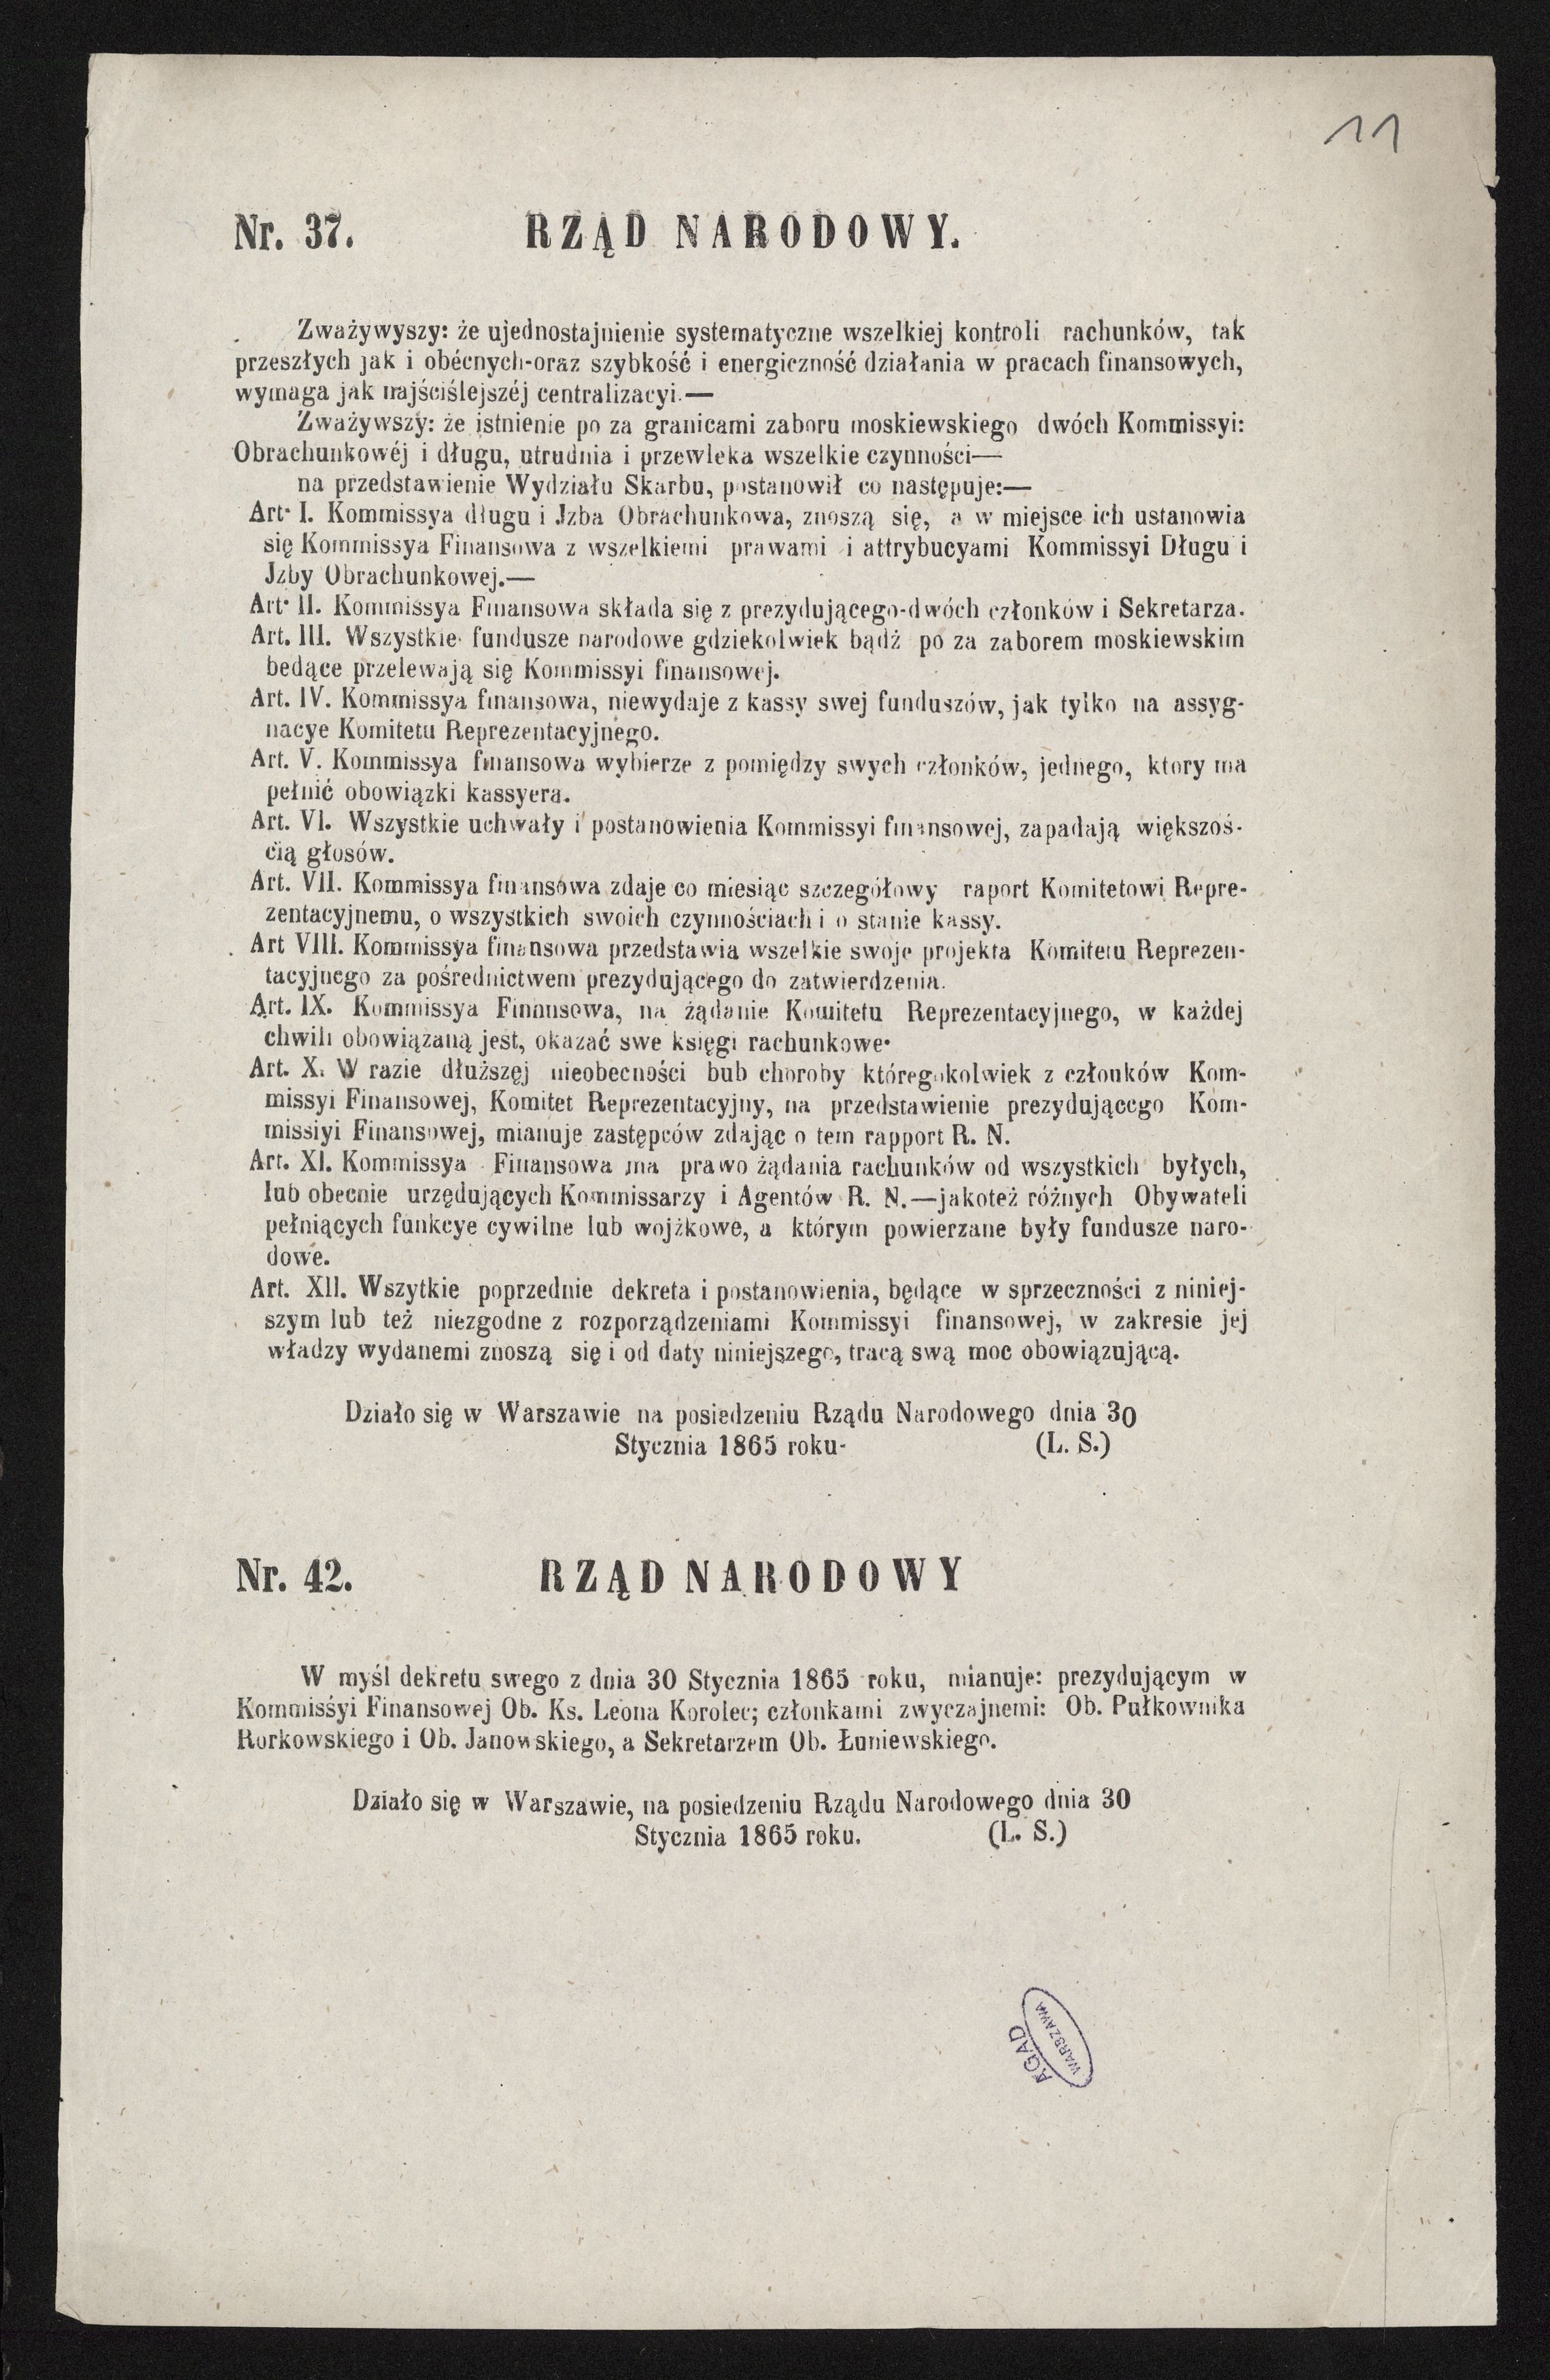 11
Nr. 37. RZĄD NARODOWY.
Zważywyszy: że ujednostajnienie systematyczne wszelkiej kontroli rachunków, tak
przeszłych jak i obécnych-oraz szybkość i energiczność działania w pracach finansowych,
wymaga jak najściślejszéj centralizacyi.—
Zważywszy: że istnienie po za granicami zaboru moskiewskiego dwóch Kommissyi:
Obrachunkowéj i długu, utrudnia i przewleka wszelkie czynności—
na przedstawienie Wydziału Skarbu, postanowił co następuje:—
Art· I. Kommissya długu i Jzba Obrachunkowa, znoszą się, a w miejsce ich ustanowia
się Kommissya Finansowa z wszelkiemi prawami i attrybucyami Kommissyi Długu i
Jzby Obrachunkowej.—
Art· II. Kommissya Finansowa składa się z prezydującego-dwóch członków i Sekretarza.
Art. III. Wszystkie fundusze narodowe gdziekolwiek bądź po za zaborem moskiewskim
bedące przelewają się Kommissyi finansowej.
Art. IV. Kommissya finansowa, niewydaje z kassy swej funduszów, jak tylko na assyg-
nacye Komitetu Reprezentacyjnego.
Art. V. Kommissya finansowa wybierze z pomiędzy swych członków, jednego, ktory ma
pełnić obowiązki kassyera.
Art. VI. Wszystkie uchwały i postanowienia Kommissyi finansowej, zapadają większoś-
cią głosów.
Art. VII. Kommissya finansowa zdaje co miesiąc szczegółowy raport Komitetowi Repre-
zentacyjnemu, o wszystkich swoich czynnościach i o stanie kassy.
Art VIII. Kommissya finansowa przedstawia wszelkie swoje projekta Komitetu Reprezen-
tacyjnego za pośrednictwem prezydującego do zatwierdzenia.
Art. IX. Kommissya Finansowa, na żądanie Komitetu Reprezentacyjnego, w każdej
chwili obowiązaną jest, okazać swe księgi rachunkowe·
Art. X. W razie dłuższej nieobecności bub choroby któregokolwiek z członków Kom-
missyi Finansowej, Komitet Reprezentacyjny, na przedstawienie prezydującego Kom-
missiyi Finansowej, mianuje zastępców zdając o tem rapport R. N.
Art. XI. Kommissya Finansowa ma prawo żądania rachunków od wszystkich byłych,
lub obecnie urzędujących Kommissarzy i Agentów R. N.—jakoteż różnych Obywateli
pełniących funkcye cywilne lub wojżkowe, a którym powierzane były fundusze naro-
dowe.
Art. XII. Wszytkie poprzednie dekreta i postanowienia, będące w sprzeczności z niniej-
szym lub też niezgodne z rozporządzeniami Kommissyi finansowej, w zakresie jej
władzy wydanemi znoszą się i od daty niniejszego, tracą swą moc obowiązującą.
Działo się w Warszawie na posiedzeniu Rządu Narodowego dnia 30
Stycznia 1865 roku- (L. S.)
Nr. 42. RZĄD NARODOWY
W myśl dekretu swego z dnia 30 Stycznia 1865 roku, mianuje: prezydującym w
Kommisśyi Finansowej Ob. Ks. Leona Korolec; członkami zwyczajnemi: Ob. Pułkownika
Rurkowskiego i Ob. Janowskiego, a Sekretarzem Ob. Łuniewskiego.
Działo się w Warszawie, na posiedzeniu Rządu Narodowego dnia 30
Stycznia 1865 roku. (L. S.)
AGAD
WARSZAWA